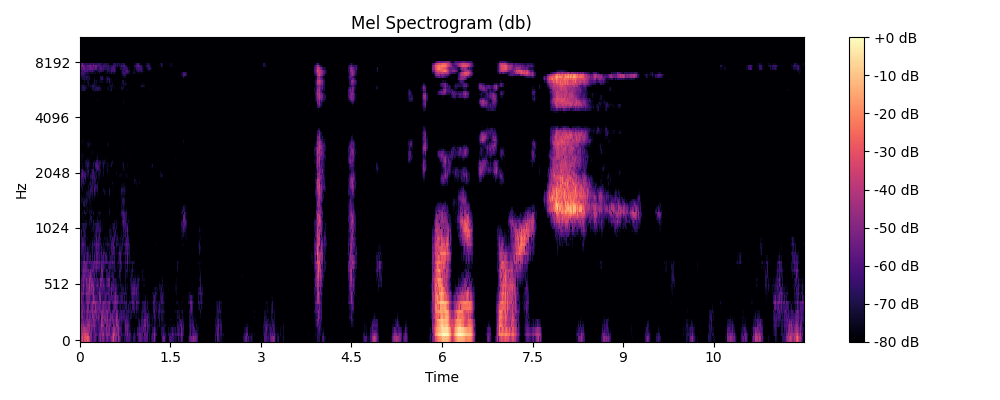 Mel Spectrogram (db)
8192
4096
2048
1024
512
0
Hz
0 1.5 3 4.5 6 7.5 9 10
Time
+0 dB
-10 dB
-20 dB
-30 dB
-40 dB
-50 dB
-60 dB
-70 dB
-80 dB